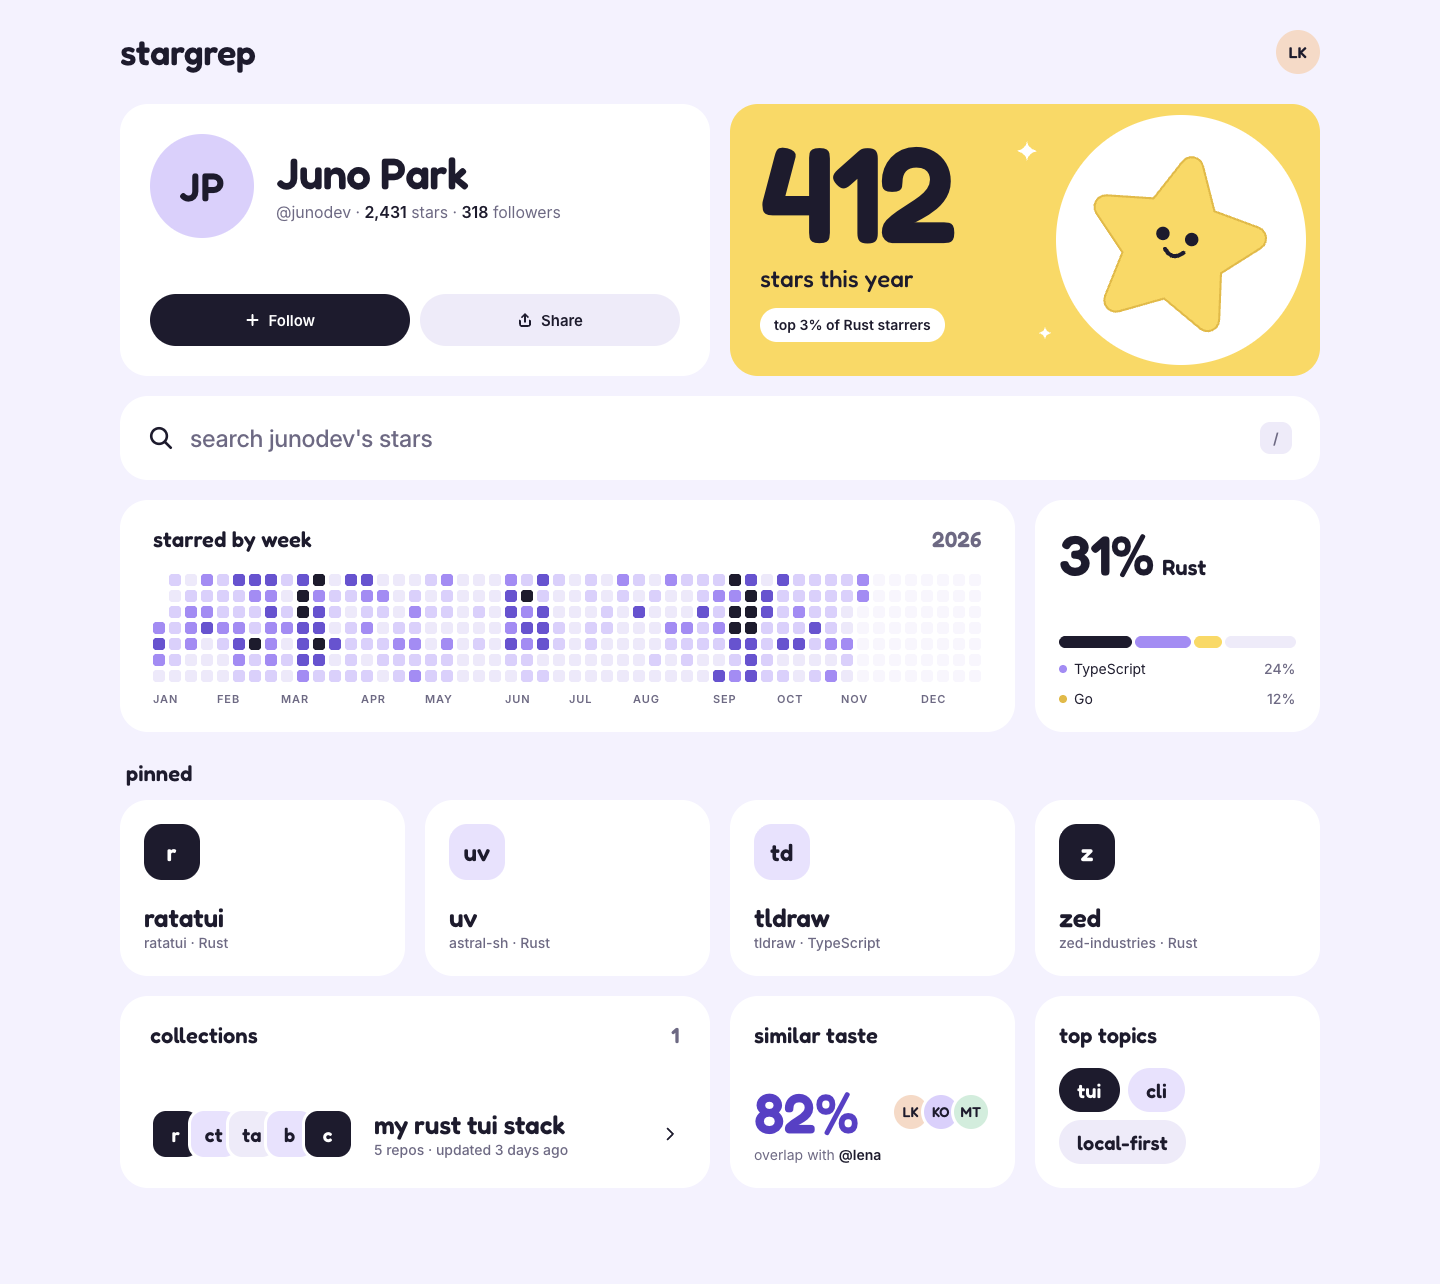 stargrep
LK
JP
Juno Park
@junodev · 2,431 stars · 318 followers
Follow
Share
412
stars this year
top 3% of Rust starrers
search junodev's stars
/
starred by week
2026
JAN FEB MAR APR MAY JUN JUL AUG SEP OCT NOV DEC
31% Rust
TypeScript 24%
Go 12%
pinned
r
ratatui
ratatui · Rust
uv
uv
astral-sh · Rust
td
tldraw
tldraw · TypeScript
z
zed
zed-industries · Rust
collections
1
r ct ta b c
my rust tui stack
5 repos · updated 3 days ago
similar taste
82%
LK KO MT
overlap with @lena
top topics
tui
cli
local-first